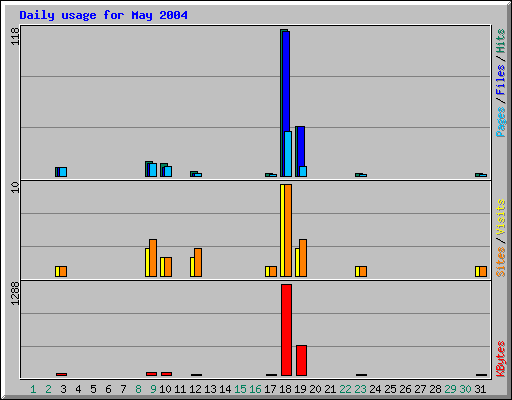 Daily usage for May 2004
118
Pages / Files / Hits
10
Sites / Visits
1288
KBytes
1 2 3 4 5 6 7 8 9 10 11 12 13 14 15 16 17 18 19 20 21 22 23 24 25 26 27 28 29 30 31